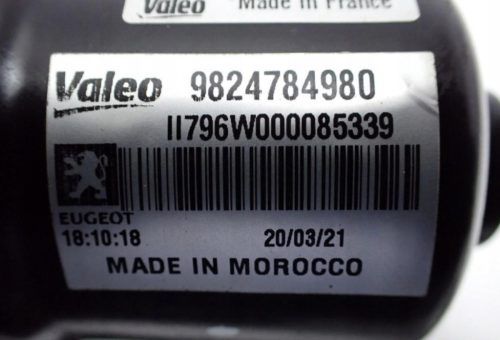 Valeo Made in France
Valeo 9824784980
II796W000085339
EUGEOT
18:10:18 20/03/21
MADE IN MOROCCO